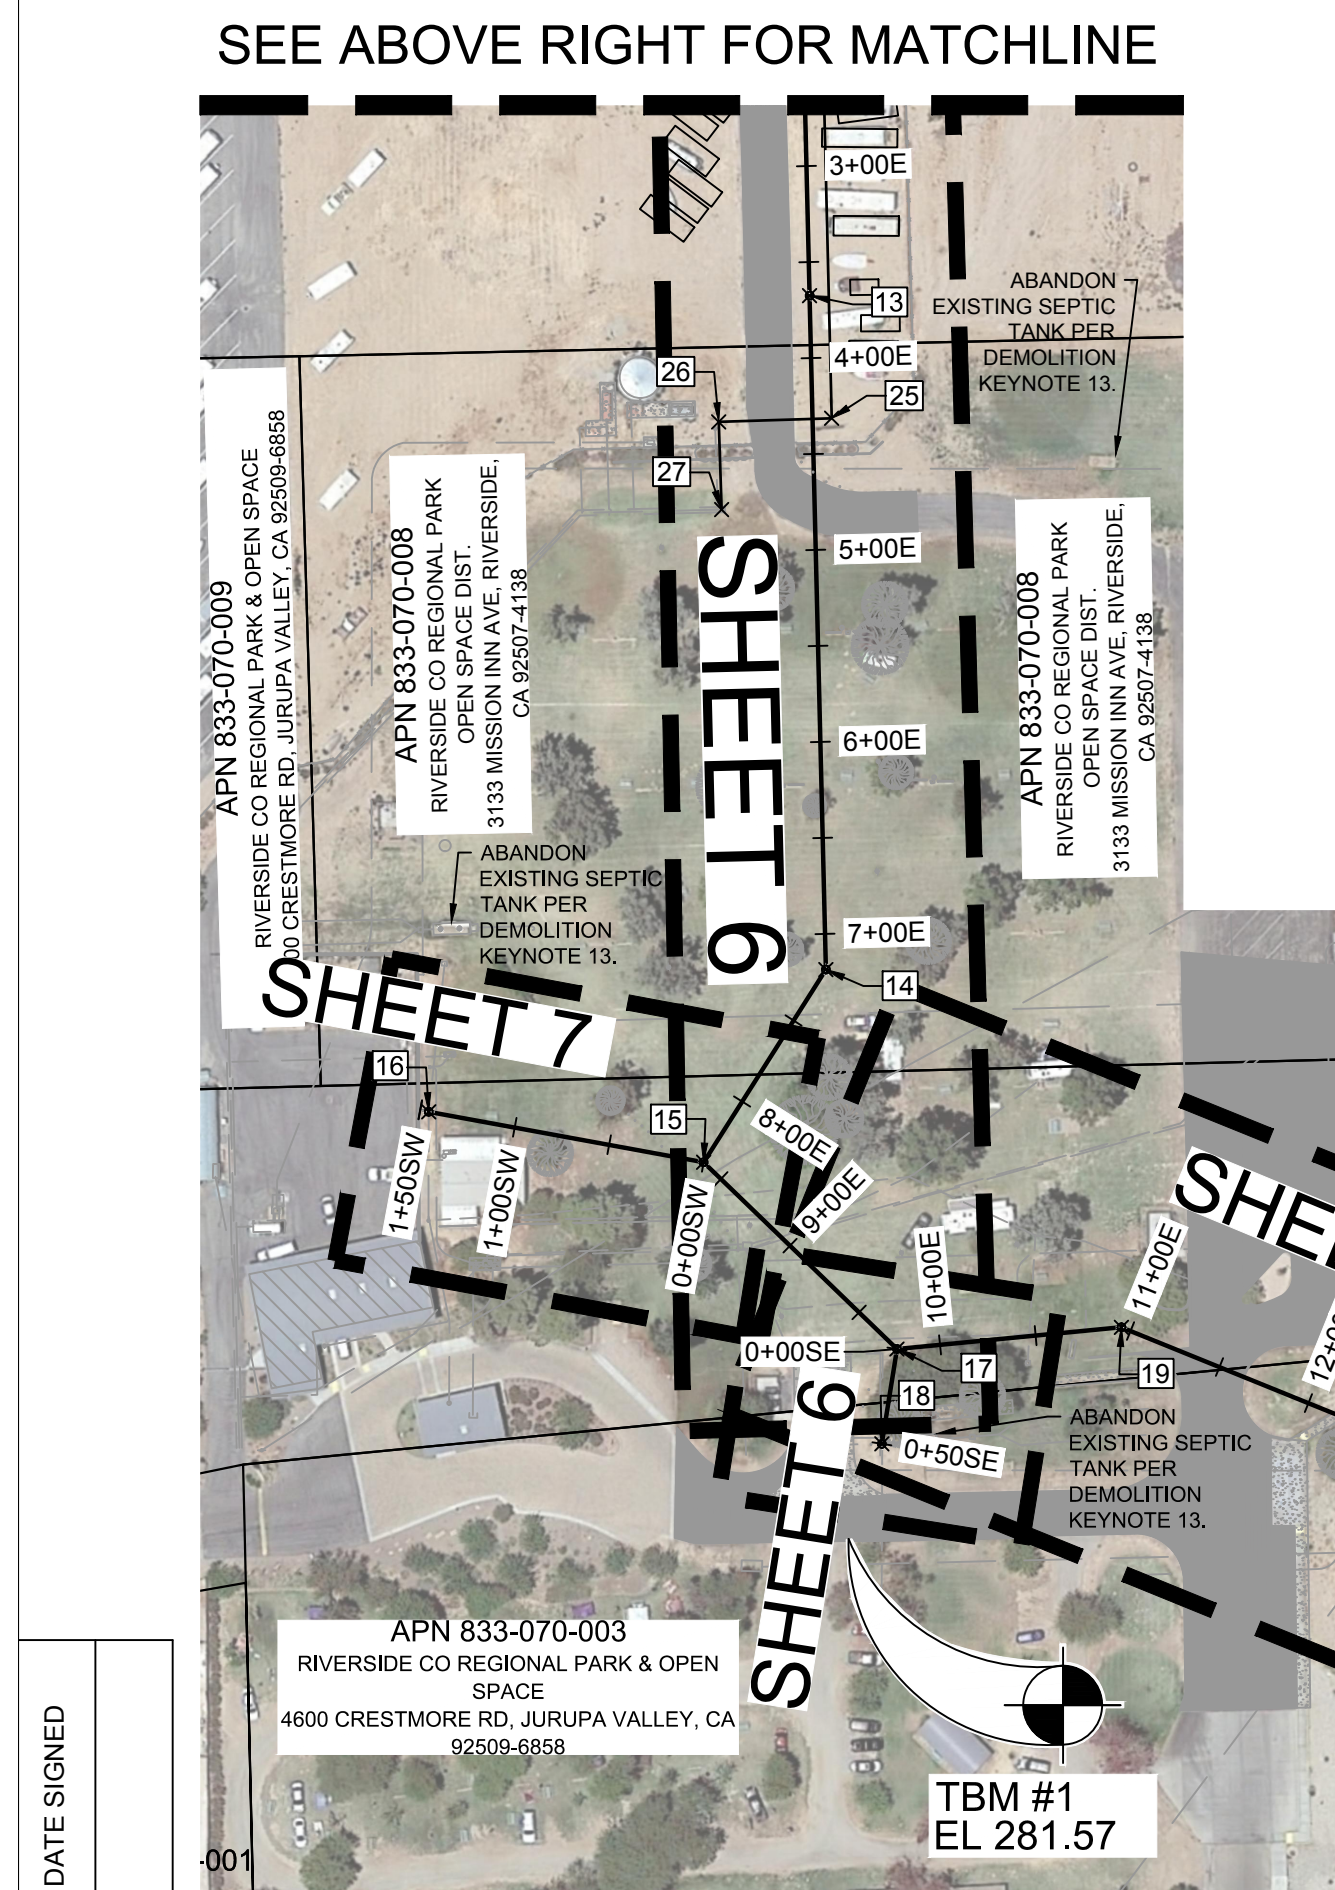 SEE ABOVE RIGHT FOR MATCHLINE
3+00E
13
ABANDON
EXISTING SEPTIC
TANK PER
DEMOLITION
KEYNOTE 13.
4+00E
26
25
27
APN 833-070-009
RIVERSIDE CO REGIONAL PARK & OPEN SPACE
00 CRESTMORE RD, JURUPA VALLEY, CA 92509-6858
APN 833-070-008
RIVERSIDE CO REGIONAL PARK
OPEN SPACE DIST.
3133 MISSION INN AVE, RIVERSIDE,
CA 92507-4138
SHEET 6
5+00E
APN 833-070-008
RIVERSIDE CO REGIONAL PARK
OPEN SPACE DIST.
3133 MISSION INN AVE, RIVERSIDE,
CA 92507-4138
6+00E
ABANDON
EXISTING SEPTIC
TANK PER
DEMOLITION
KEYNOTE 13.
7+00E
14
SHEET 7
16
15
8+00E
9+00E
1+50SW
1+00SW
0+00SW
10+00E
11+00E
SHE
12+0
0+00SE
17
19
18
0+50SE
ABANDON
EXISTING SEPTIC
TANK PER
DEMOLITION
KEYNOTE 13.
SHEET 6
APN 833-070-003
RIVERSIDE CO REGIONAL PARK & OPEN
SPACE
4600 CRESTMORE RD, JURUPA VALLEY, CA
92509-6858
TBM #1
EL 281.57
-001
DATE SIGNED